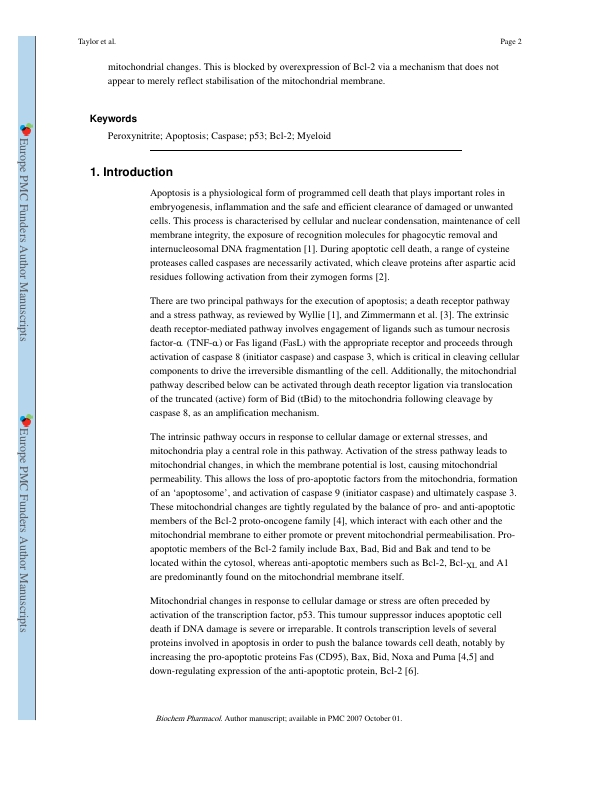 Taylor et al.
Page 2
mitochondrial changes. This is blocked by overexpression of Bcl-2 via a mechanism that does not
appear to merely reflect stabilisation of the mitochondrial membrane.
Keywords
Peroxynitrite; Apoptosis; Caspase; p53; Bcl-2; Myeloid
1. Introduction
Apoptosis is a physiological form of programmed cell death that plays important roles in
embryogenesis, inflammation and the safe and efficient clearance of damaged or unwanted
cells. This process is characterised by cellular and nuclear condensation, maintenance of cell
membrane integrity, the exposure of recognition molecules for phagocytic removal and
internucleosomal DNA fragmentation [1]. During apoptotic cell death, a range of cysteine
proteases called caspases are necessarily activated, which cleave proteins after aspartic acid
residues following activation from their zymogen forms [2].
There are two principal pathways for the execution of apoptosis; a death receptor pathway
and a stress pathway, as reviewed by Wyllie [1], and Zimmermann et al. [3]. The extrinsic
death receptor-mediated pathway involves engagement of ligands such as tumour necrosis
factor-α (TNF-α) or Fas ligand (FasL) with the appropriate receptor and proceeds through
activation of caspase 8 (initiator caspase) and caspase 3, which is critical in cleaving cellular
components to drive the irreversible dismantling of the cell. Additionally, the mitochondrial
pathway described below can be activated through death receptor ligation via translocation
of the truncated (active) form of Bid (tBid) to the mitochondria following cleavage by
caspase 8, as an amplification mechanism.
The intrinsic pathway occurs in response to cellular damage or external stresses, and
mitochondria play a central role in this pathway. Activation of the stress pathway leads to
mitochondrial changes, in which the membrane potential is lost, causing mitochondrial
permeability. This allows the loss of pro-apoptotic factors from the mitochondria, formation
of an ‘apoptosome’, and activation of caspase 9 (initiator caspase) and ultimately caspase 3.
These mitochondrial changes are tightly regulated by the balance of pro- and anti-apoptotic
members of the Bcl-2 proto-oncogene family [4], which interact with each other and the
mitochondrial membrane to either promote or prevent mitochondrial permeabilisation. Pro-
apoptotic members of the Bcl-2 family include Bax, Bad, Bid and Bak and tend to be
located within the cytosol, whereas anti-apoptotic members such as Bcl-2, Bcl-XL and A1
are predominantly found on the mitochondrial membrane itself.
Mitochondrial changes in response to cellular damage or stress are often preceded by
activation of the transcription factor, p53. This tumour suppressor induces apoptotic cell
death if DNA damage is severe or irreparable. It controls transcription levels of several
proteins involved in apoptosis in order to push the balance towards cell death, notably by
increasing the pro-apoptotic proteins Fas (CD95), Bax, Bid, Noxa and Puma [4,5] and
down-regulating expression of the anti-apoptotic protein, Bcl-2 [6].
Biochem Pharmacol. Author manuscript; available in PMC 2007 October 01.
Europe PMC Funders Author Manuscripts
Europe PMC Funders Author Manuscripts